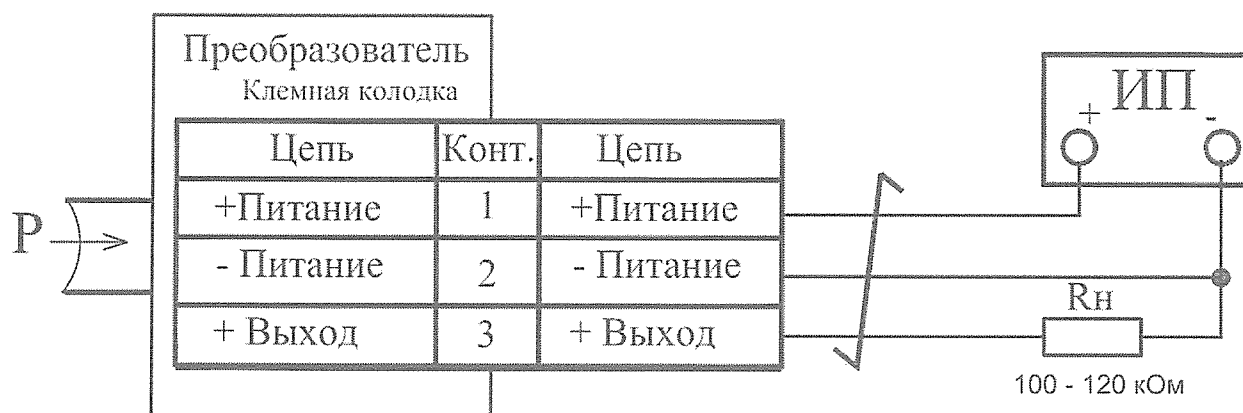 Преобразователь
Клемная колодка
ИП
+ -
Цепь Конт. Цепь
+Питание 1 +Питание
P
- Питание 2 - Питание
Rн
+ Выход 3 + Выход
100 - 120 кОм